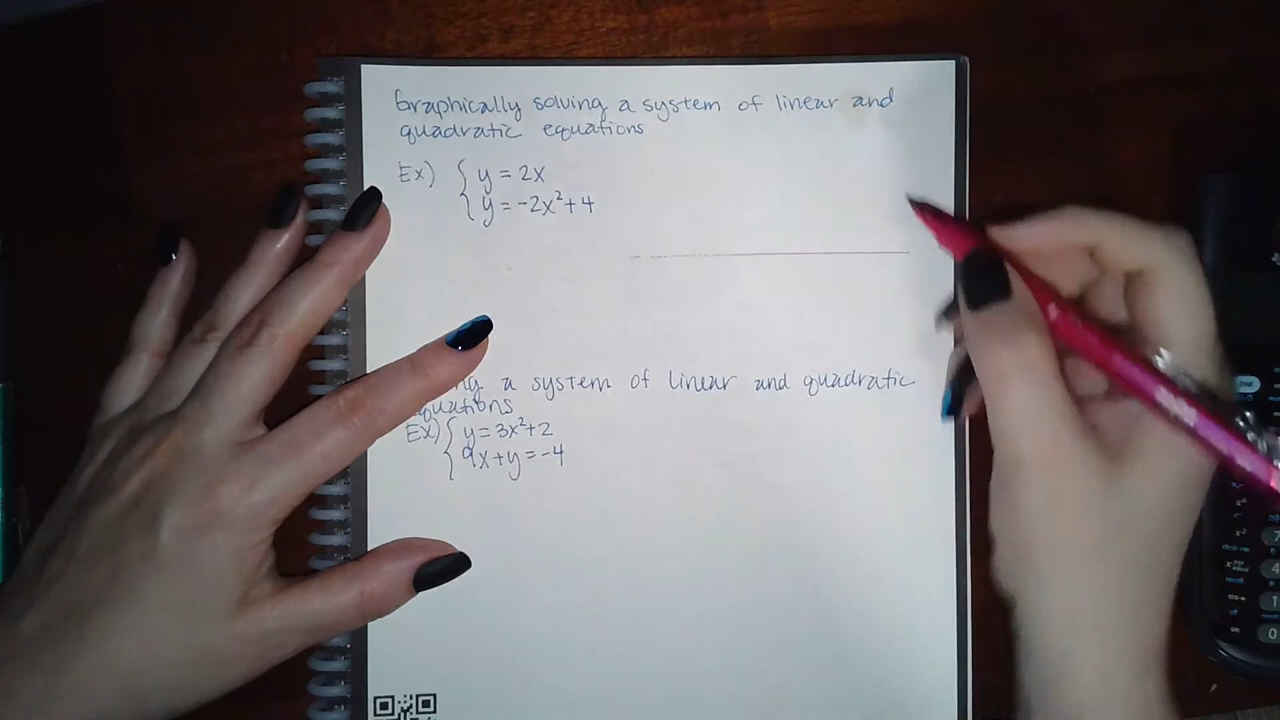 Graphically solving a system of linear and
quadratic equations
Ex) { y = 2x
y = -2x²+4
a system of linear and quadratic
equations
Ex) { y = 3x²+2
9x+y = -4